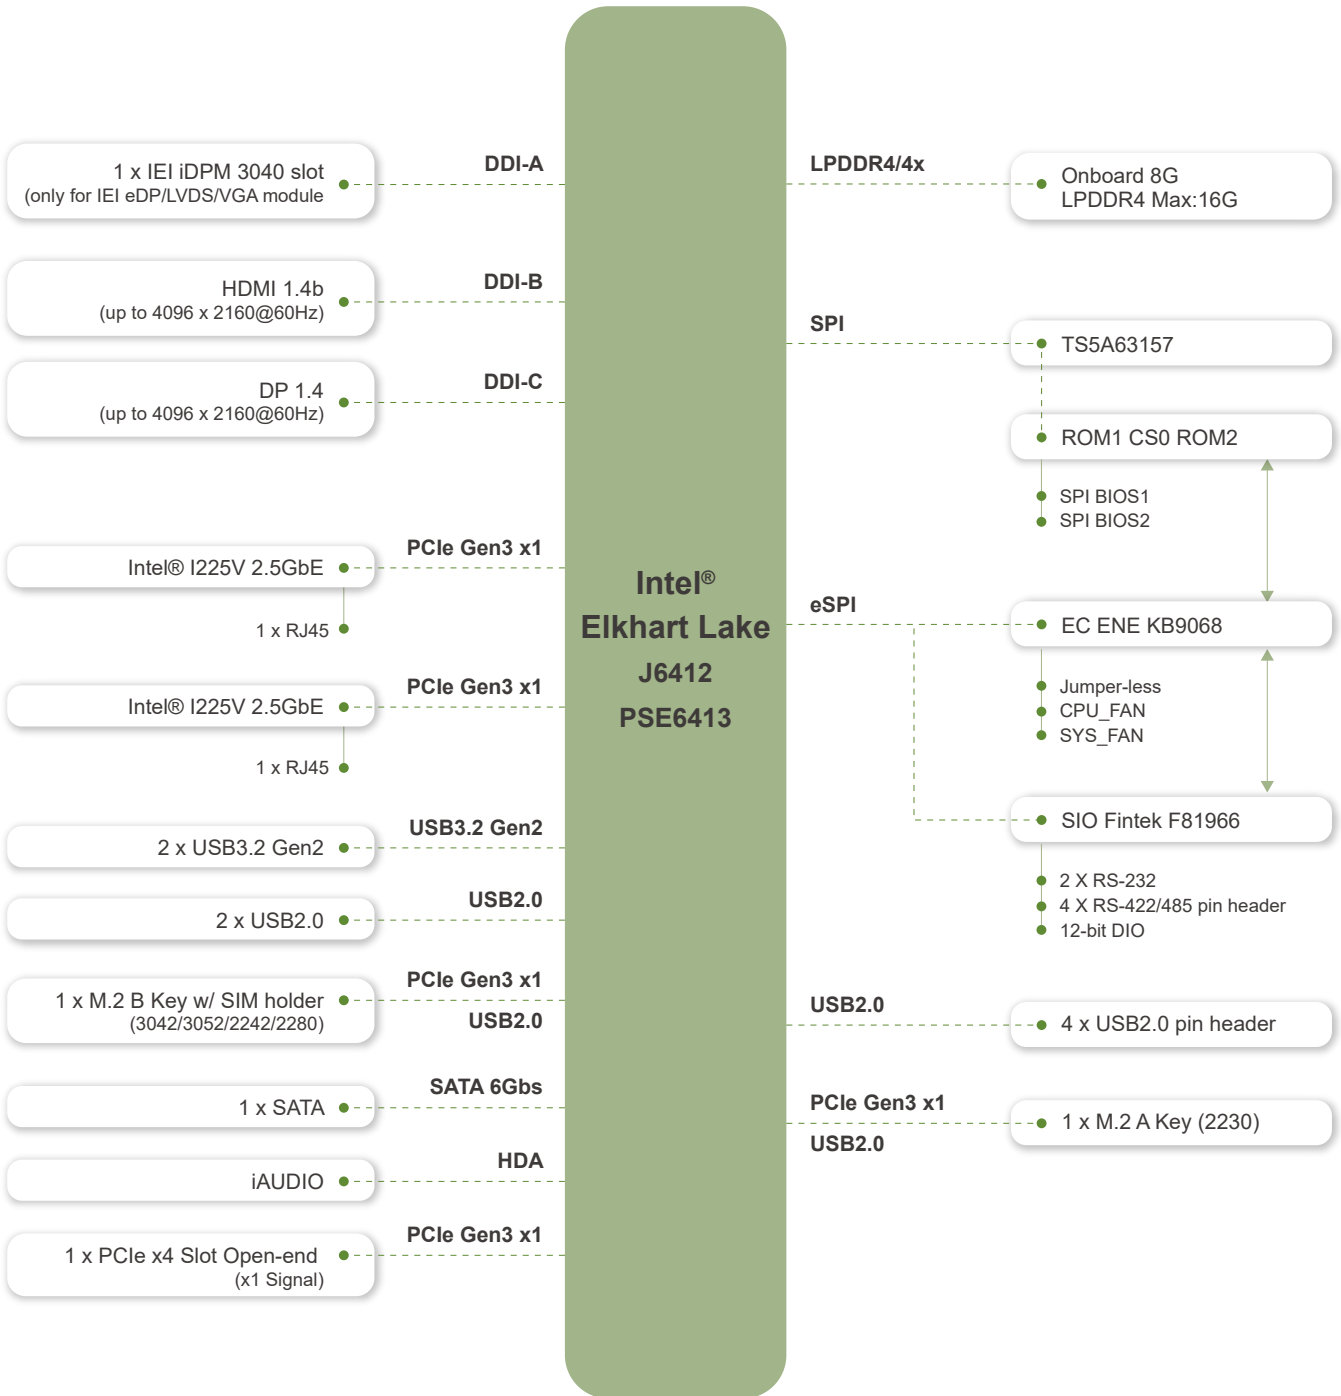 1 x IEI iDPM 3040 slot
(only for IEI eDP/LVDS/VGA module
DDI-A
HDMI 1.4b
(up to 4096 x 2160@60Hz)
DDI-B
DP 1.4
(up to 4096 x 2160@60Hz)
DDI-C
Intel® I225V 2.5GbE
PCIe Gen3 x1
1 x RJ45
Intel® I225V 2.5GbE
PCIe Gen3 x1
1 x RJ45
2 x USB3.2 Gen2
USB3.2 Gen2
2 x USB2.0
USB2.0
1 x M.2 B Key w/ SIM holder
(3042/3052/2242/2280)
PCIe Gen3 x1
USB2.0
1 x SATA
SATA 6Gbs
iAUDIO
HDA
1 x PCIe x4 Slot Open-end
(x1 Signal)
PCIe Gen3 x1
Intel®
Elkhart Lake
J6412
PSE6413
LPDDR4/4x
Onboard 8G
LPDDR4 Max:16G
SPI
TS5A63157
ROM1 CS0 ROM2
SPI BIOS1
SPI BIOS2
eSPI
EC ENE KB9068
Jumper-less
CPU_FAN
SYS_FAN
SIO Fintek F81966
2 X RS-232
4 X RS-422/485 pin header
12-bit DIO
USB2.0
4 x USB2.0 pin header
PCIe Gen3 x1
USB2.0
1 x M.2 A Key (2230)